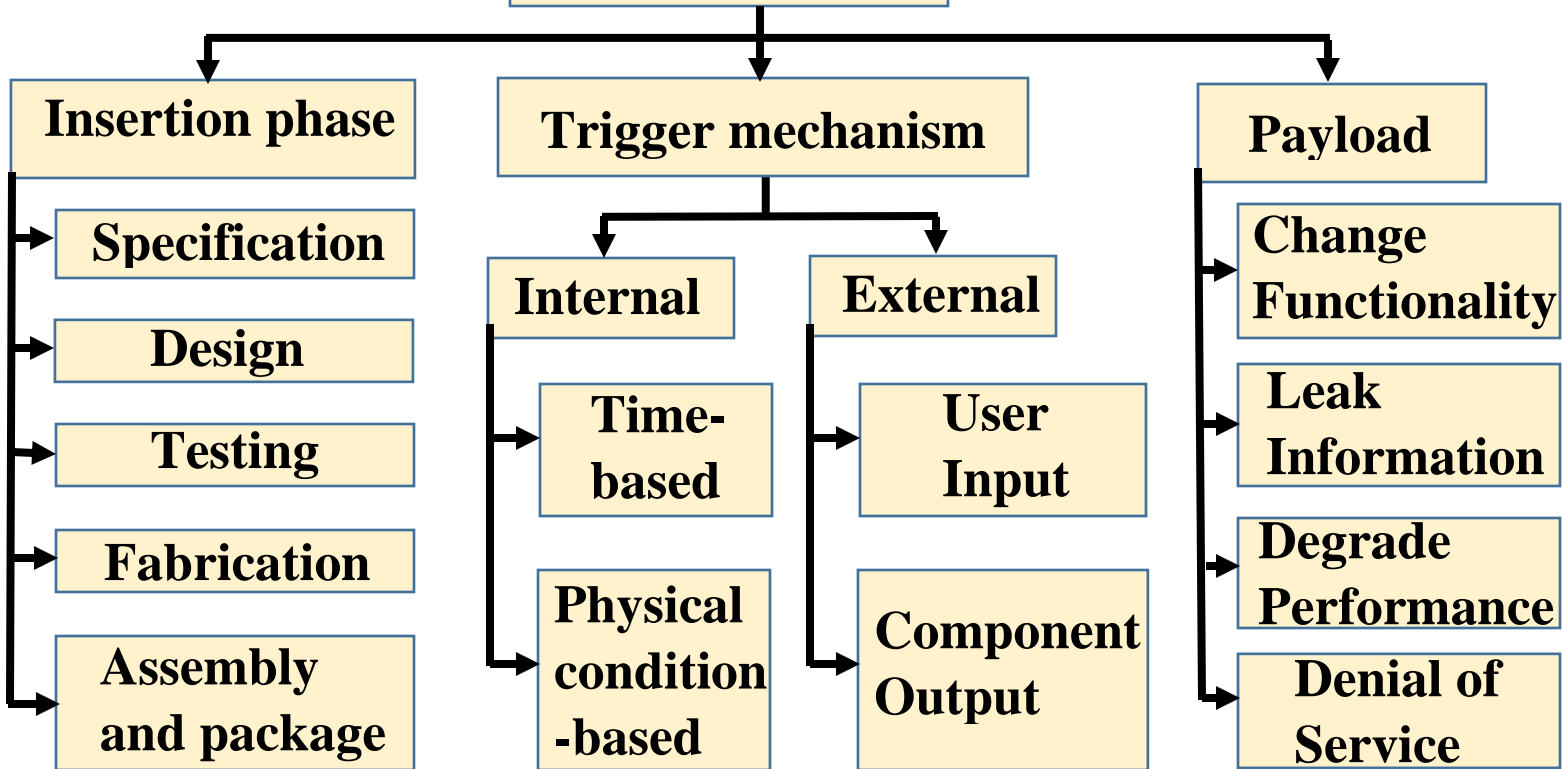 Insertion phase
Specification
Design
Testing
Fabrication
Assembly
and package
Trigger mechanism
Internal
Time-
based
Physical
condition
-based
External
User
Input
Component
Output
Payload
Change
Functionality
Leak
Information
Degrade
Performance
Denial of
Service